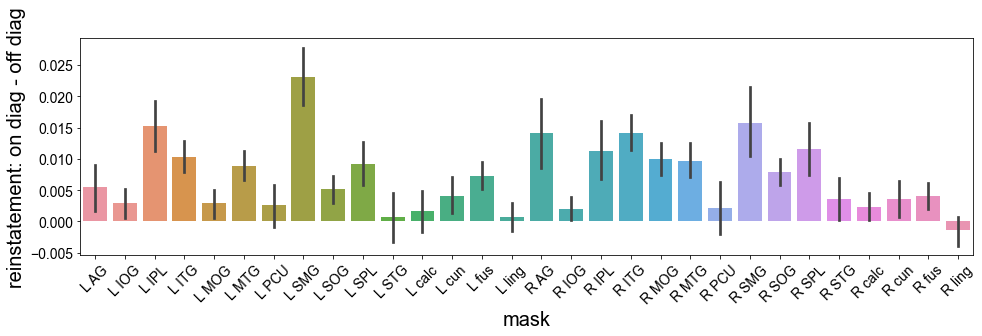 reinstatement: on diag - off diag
0.025
0.020
0.015
0.010
0.005
0.000
−0.005
L AG
L IOG
L IPL
L ITG
L MOG
L MTG
L PCU
L SMG
L SOG
L SPL
L STG
L calc
L cun
L fus
L ling
R AG
R IOG
R IPL
R ITG
R MOG
R MTG
R PCU
R SMG
R SOG
R SPL
R STG
R calc
R cun
R fus
R ling
mask